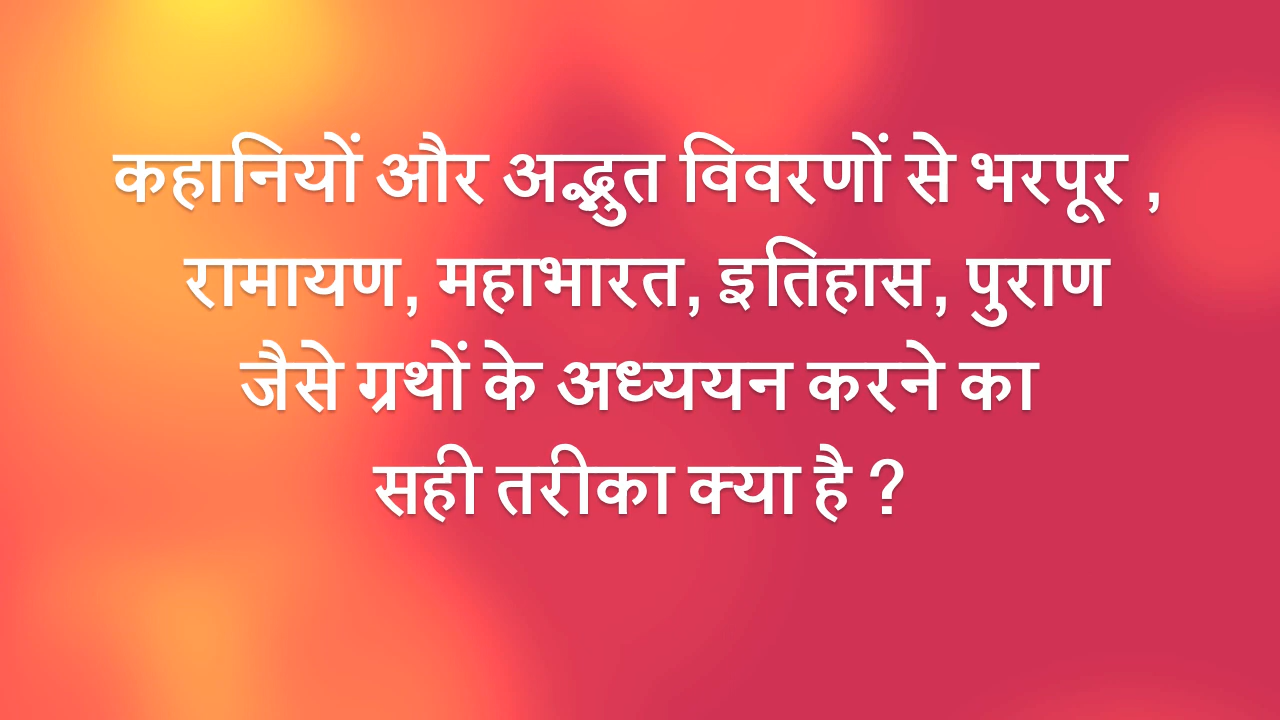 कहानियों और अद्भुत विवरणों से भरपूर ,
रामायण, महाभारत, इतिहास, पुराण
जैसे ग्रथों के अध्ययन करने का
सही तरीका क्या है ?